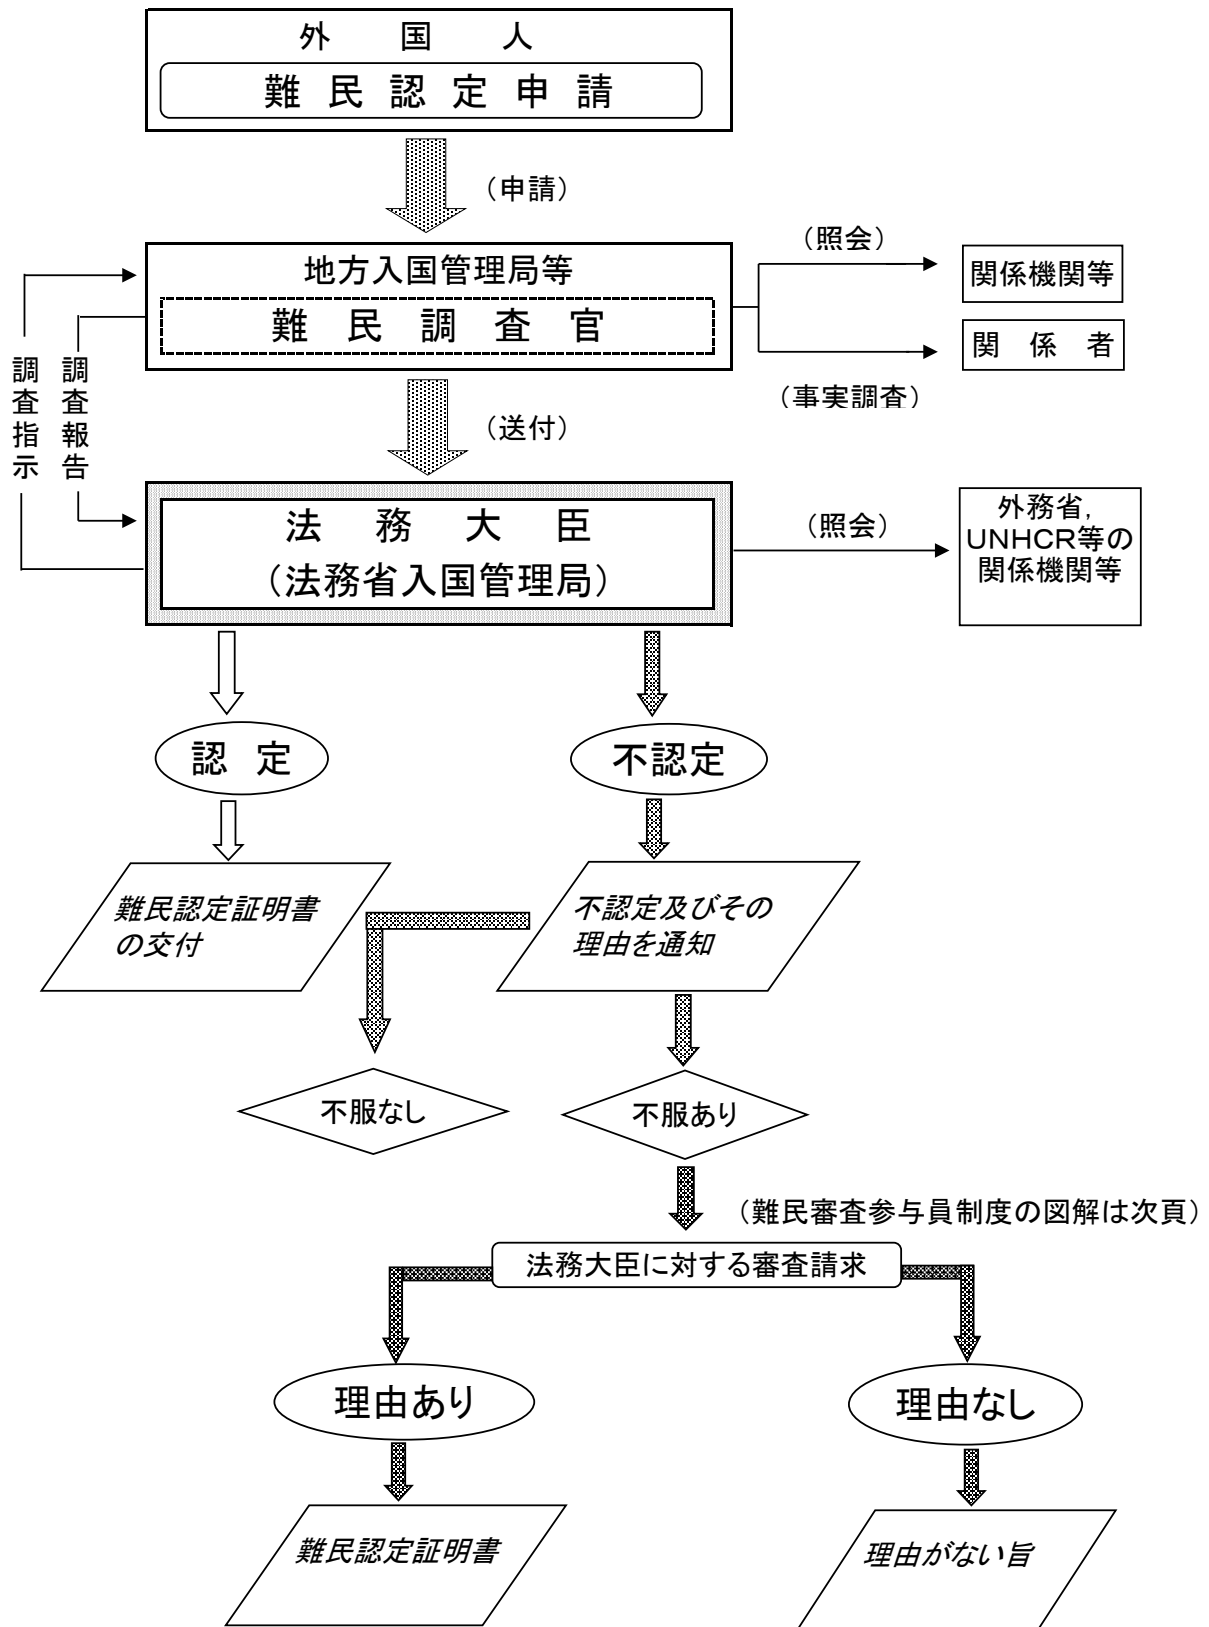 外国人
難民認定申請
（申請）
地方入国管理局等
難民調査官
（照会）
関係機関等
関係者
（事実調査）
調査指示
調査報告
（送付）
法務大臣
（法務省入国管理局）
（照会）
外務省，
UNHCR等の
関係機関等
認定
不認定
難民認定証明書
の交付
不認定及びその
理由を通知
不服なし
不服あり
（難民審査参与員制度の図解は次頁）
法務大臣に対する審査請求
理由あり
理由なし
難民認定証明書
理由がない旨